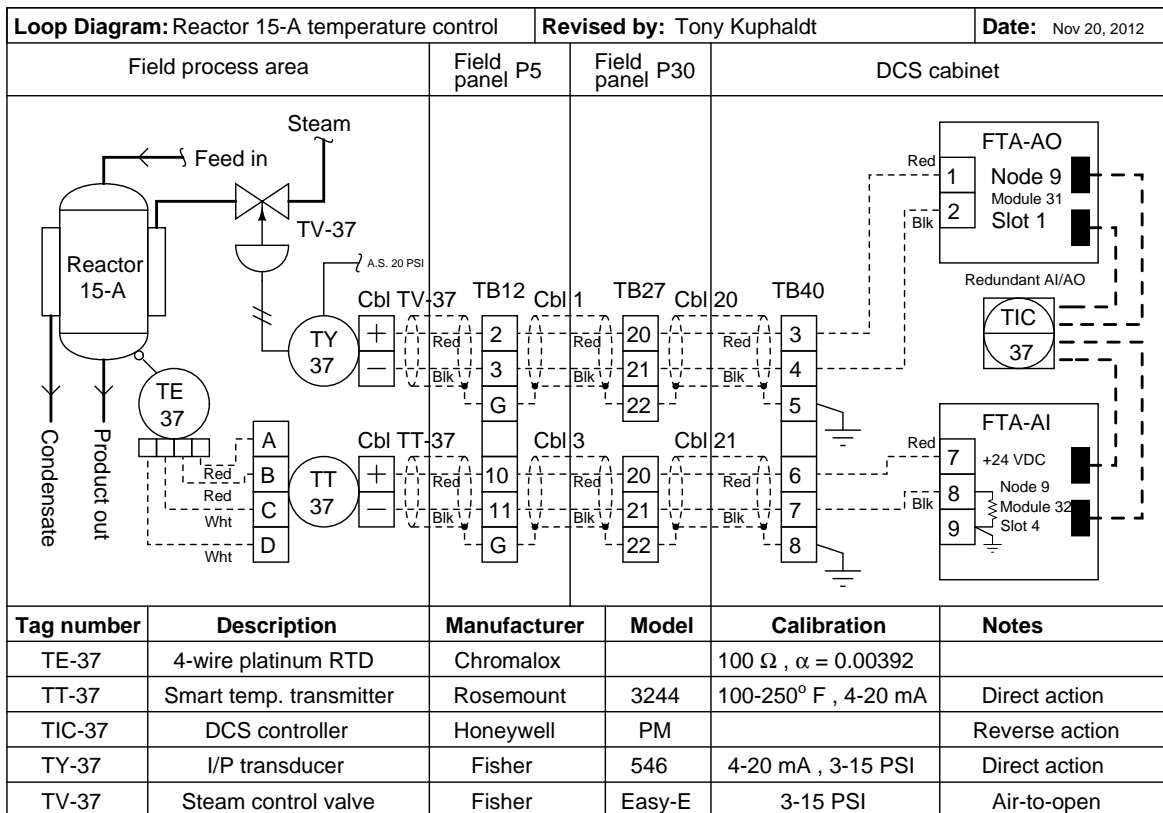 Loop Diagram: Reactor 15-A temperature control
Revised by: Tony Kuphaldt
Date: Nov 20, 2012
Field process area
Field panel P5
Field panel P30
DCS cabinet
Steam
Feed in
TV-37
Reactor
15-A
A.S. 20 PSI
TY
37
TE
37
TT
37
Condensate
Product out
Red
Red
Wht
Wht
A
B
C
D
+
−
+
−
Cbl TV-37
TB12
Cbl 1
TB27
Cbl 20
TB40
Red
2
Red
20
Red
3
Blk
3
Blk
21
Blk
4
G
22
5
Cbl TT-37
Cbl 3
Cbl 21
Red
10
Red
20
Red
6
Blk
11
Blk
21
Blk
7
G
22
8
FTA-AO
Red
1
Node 9
Module 31
Blk
2
Slot 1
Redundant AI/AO
TIC
37
FTA-AI
Red
7
+24 VDC
Blk
8
Node 9
Module 32
9
Slot 4
Tag number Description Manufacturer Model Calibration Notes
TE-37 4-wire platinum RTD Chromalox 100 Ω , α = 0.00392
TT-37 Smart temp. transmitter Rosemount 3244 100-250° F , 4-20 mA Direct action
TIC-37 DCS controller Honeywell PM Reverse action
TY-37 I/P transducer Fisher 546 4-20 mA , 3-15 PSI Direct action
TV-37 Steam control valve Fisher Easy-E 3-15 PSI Air-to-open